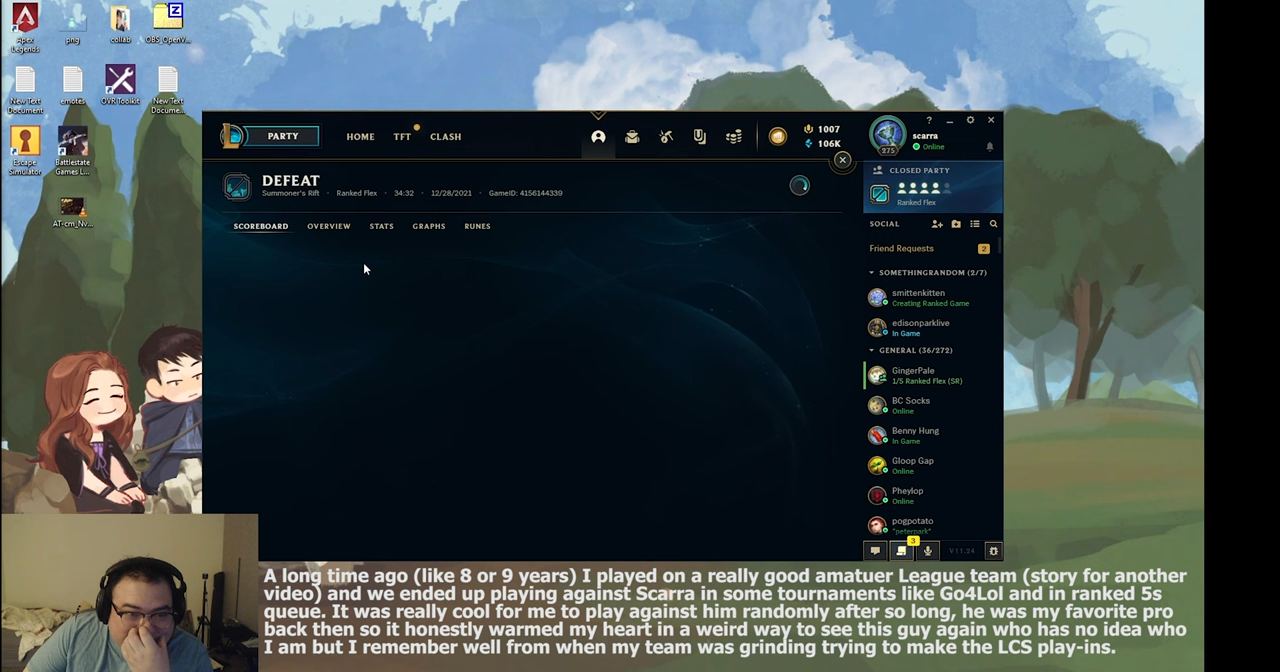 Apex
Legends
png
collab
OBS_OpenV...
New Text
Document
emotes
OVR Toolkit
New Text
Docume...
Escape
Simulator
Battlestate
Games L...
AT-cm_Nv...
PARTY
HOME
TFT
CLASH
1007
106K
275
scarra
Online
?
DEFEAT
Summoner's Rift • Ranked Flex • 34:32 • 12/28/2021 • GameID: 4156144339
SCOREBOARD
OVERVIEW
STATS
GRAPHS
RUNES
CLOSED PARTY
Ranked Flex
SOCIAL
Friend Requests
2
SOMETHINGRANDOM (2/7)
smittenkitten
Creating Ranked Game
edisonparklive
In Game
GENERAL (36/272)
GingerPale
1/5 Ranked Flex (SR)
BC Socks
Online
Benny Hung
In Game
Gloop Gap
Online
Pheylop
Online
pogpotato
*peterpark*
3
V11.24
A long time ago (like 8 or 9 years) I played on a really good amatuer League team (story for another
video) and we ended up playing against Scarra in some tournaments like Go4Lol and in ranked 5s
queue. It was really cool for me to play against him randomly after so long, he was my favorite pro
back then so it honestly warmed my heart in a weird way to see this guy again who has no idea who
I am but I remember well from when my team was grinding trying to make the LCS play-ins.